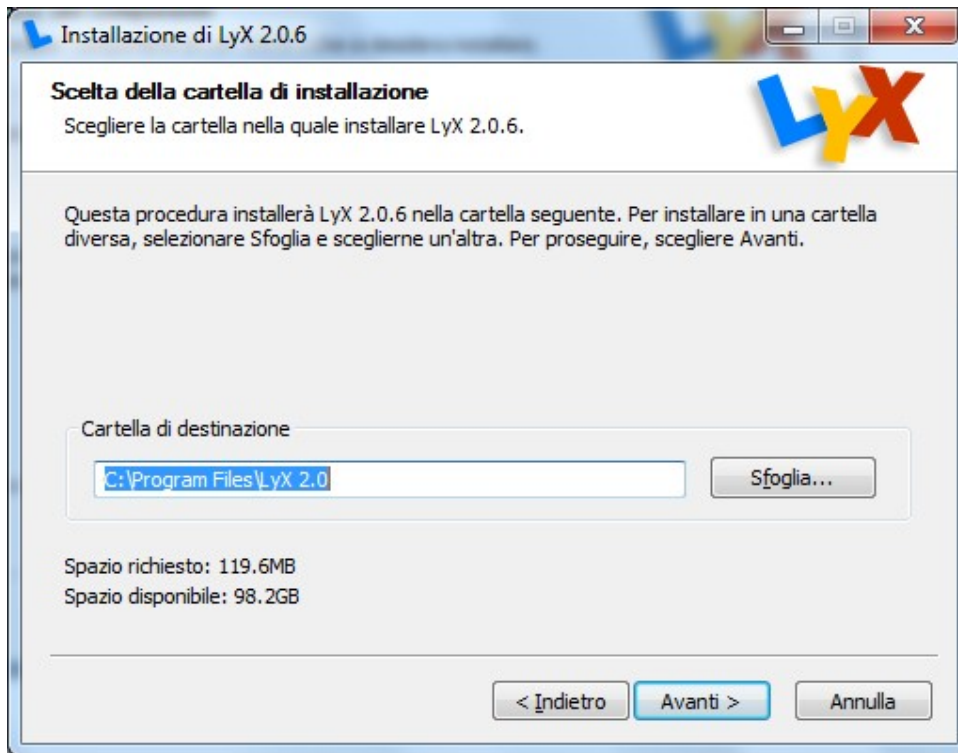 Installazione di LyX 2.0.6
Scelta della cartella di installazione
Scegliere la cartella nella quale installare LyX 2.0.6.
LyX
Questa procedura installerà LyX 2.0.6 nella cartella seguente. Per installare in una cartella
diversa, selezionare Sfoglia e sceglierne un'altra. Per proseguire, scegliere Avanti.
Cartella di destinazione
C:\Program Files\LyX 2.0
Sfoglia...
Spazio richiesto: 119.6MB
Spazio disponibile: 98.2GB
< Indietro
Avanti >
Annulla